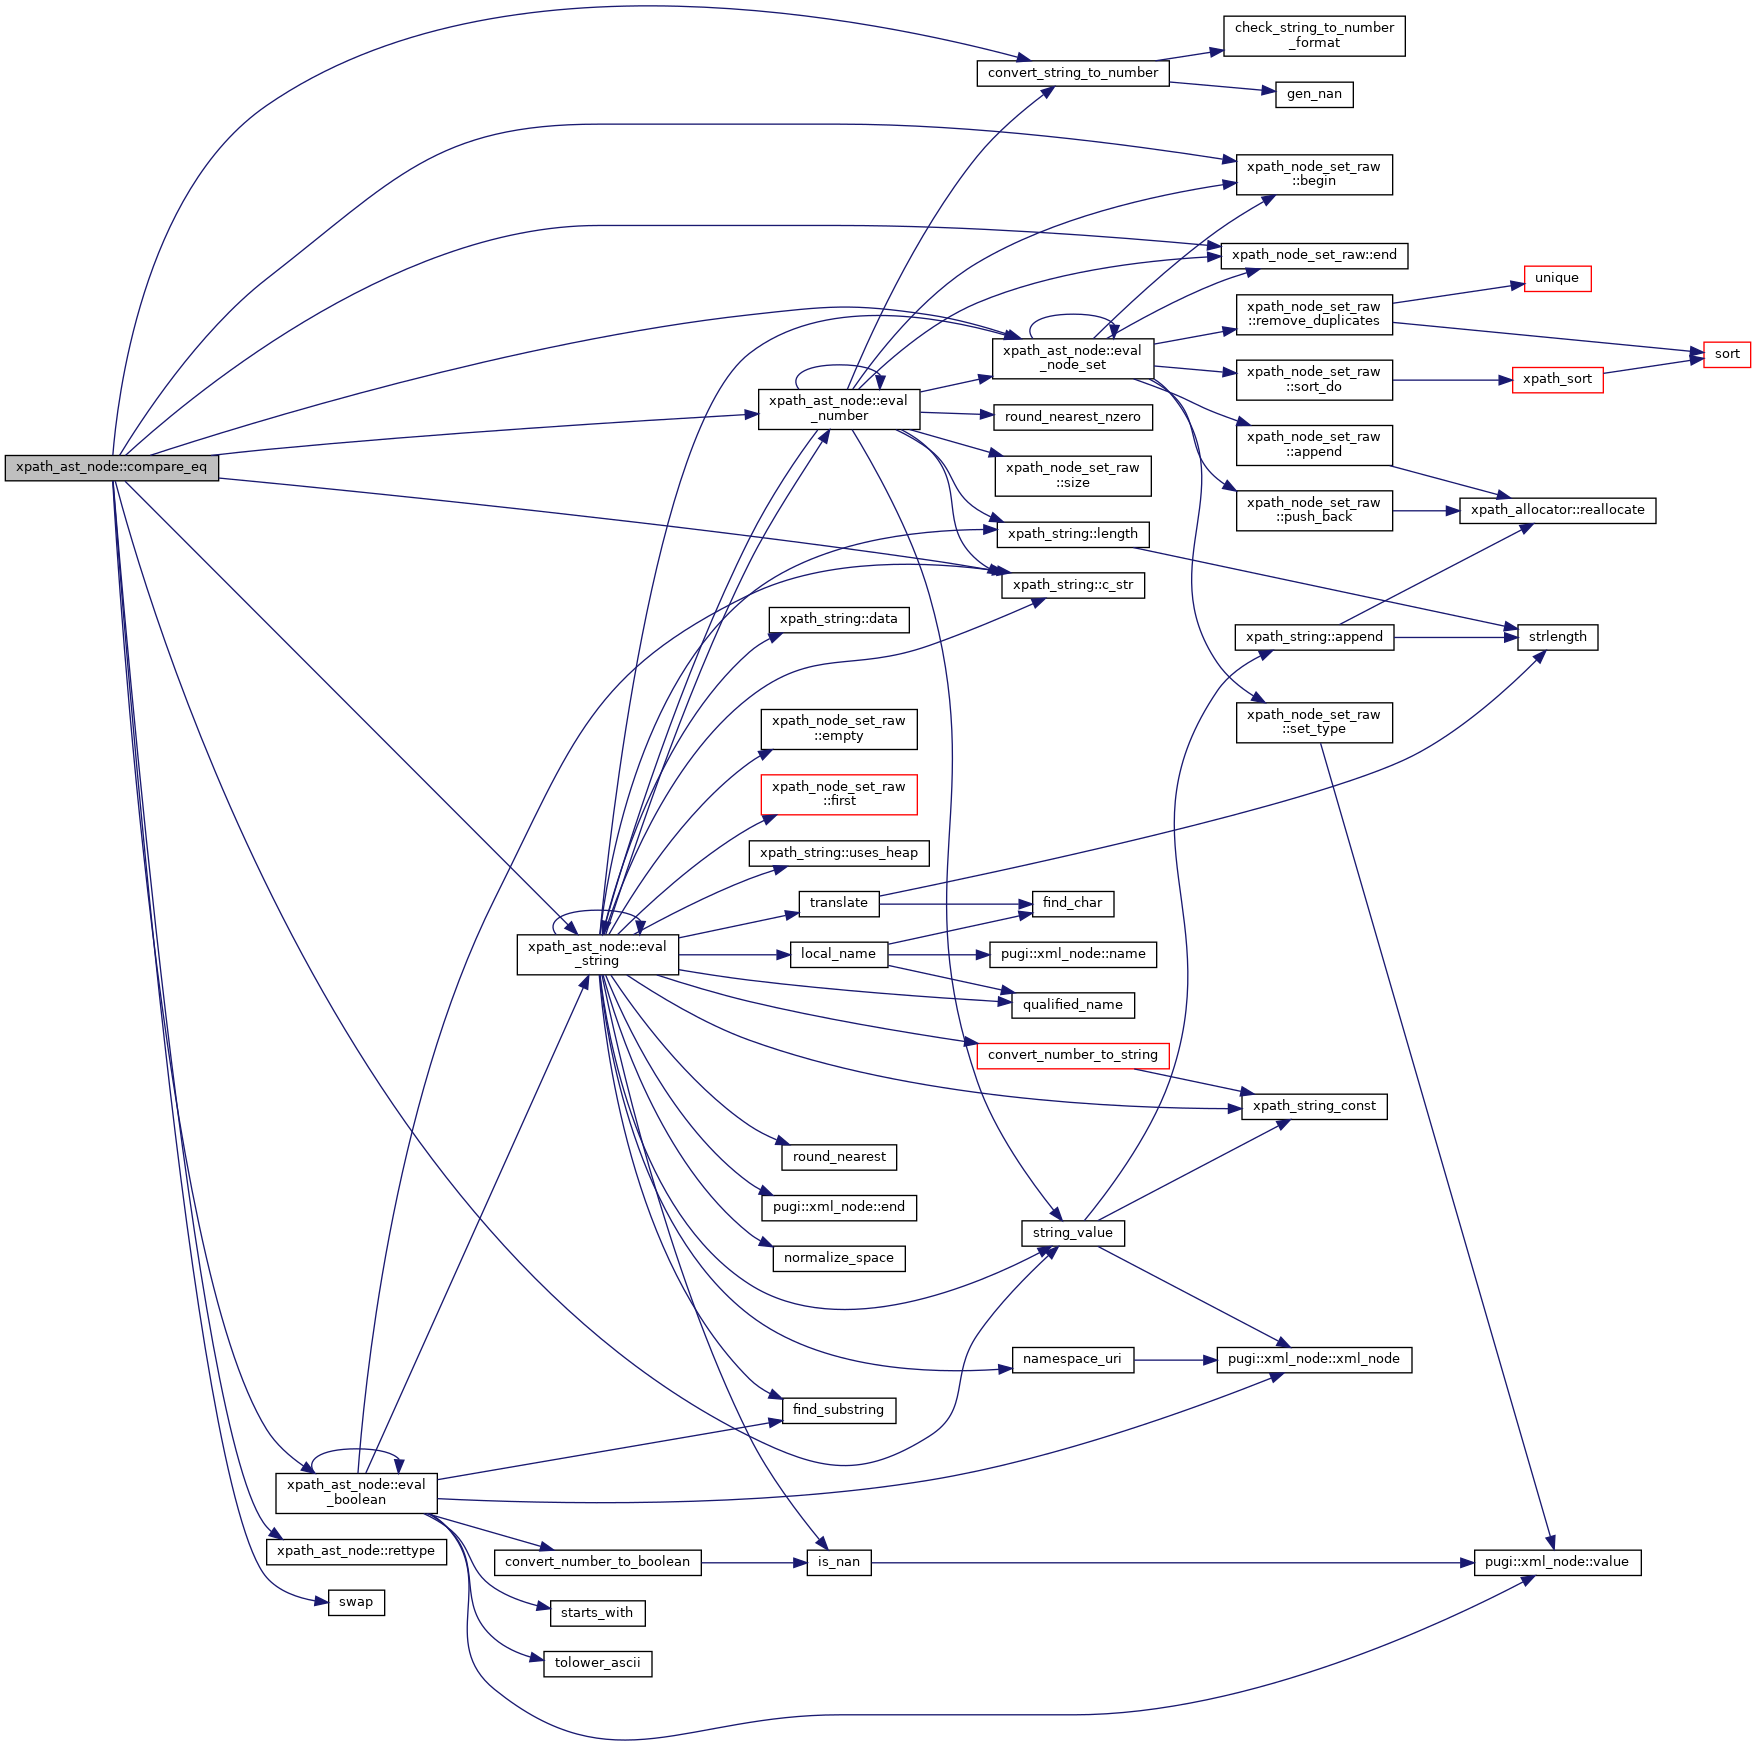 check_string_to_number
_format
convert_string_to_number
gen_nan
xpath_node_set_raw
::begin
xpath_node_set_raw::end
unique
xpath_node_set_raw
::remove_duplicates
sort
xpath_ast_node::eval
_node_set
xpath_node_set_raw
::sort_do
xpath_sort
xpath_ast_node::eval
_number
round_nearest_nzero
xpath_node_set_raw
::append
xpath_ast_node::compare_eq
xpath_node_set_raw
::size
xpath_node_set_raw
::push_back
xpath_allocator::reallocate
xpath_string::length
xpath_string::c_str
xpath_string::data
xpath_string::append
strlength
xpath_node_set_raw
::empty
xpath_node_set_raw
::set_type
xpath_node_set_raw
::first
xpath_string::uses_heap
translate
find_char
xpath_ast_node::eval
_string
local_name
pugi::xml_node::name
qualified_name
convert_number_to_string
xpath_string_const
round_nearest
pugi::xml_node::end
string_value
normalize_space
namespace_uri
pugi::xml_node::xml_node
find_substring
xpath_ast_node::eval
_boolean
xpath_ast_node::rettype
convert_number_to_boolean
is_nan
pugi::xml_node::value
swap
starts_with
tolower_ascii